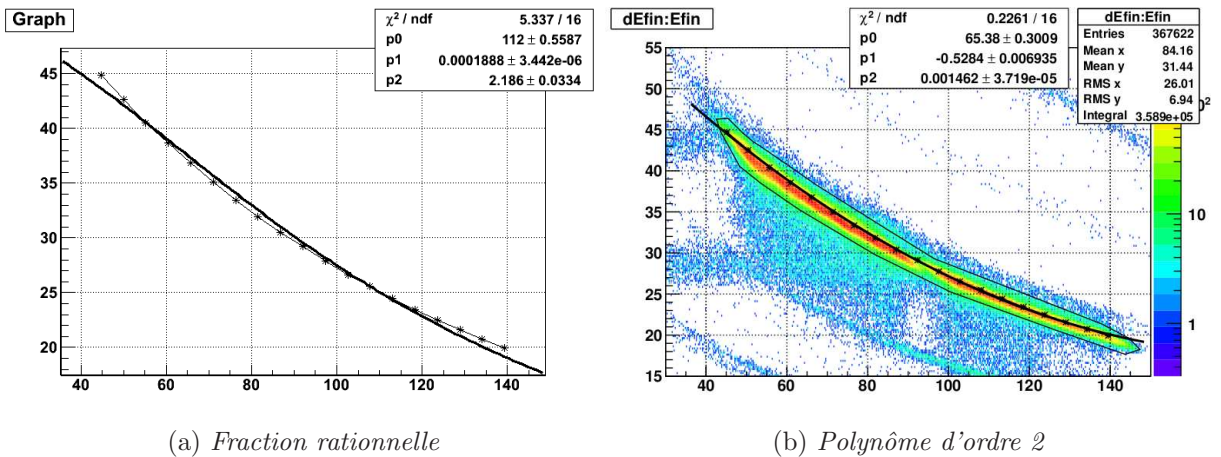 Graph
χ² / ndf 5.337 / 16
p0 112 ± 0.5587
p1 0.0001888 ± 3.442e-06
p2 2.186 ± 0.0334
45
40
35
30
25
20
40 60 80 100 120 140
(a) Fraction rationnelle
dEfin:Efin
χ² / ndf 0.2261 / 16
p0 65.38 ± 0.3009
p1 -0.5284 ± 0.006935
p2 0.001462 ± 3.719e-05
dEfin:Efin
Entries 367622
Mean x 84.16
Mean y 31.44
RMS x 26.01
RMS y 6.94
Integral 3.589e+05
55
50
45
40
35
30
25
20
15
40 60 80 100 120 140
10
1
(b) Polynôme d'ordre 2